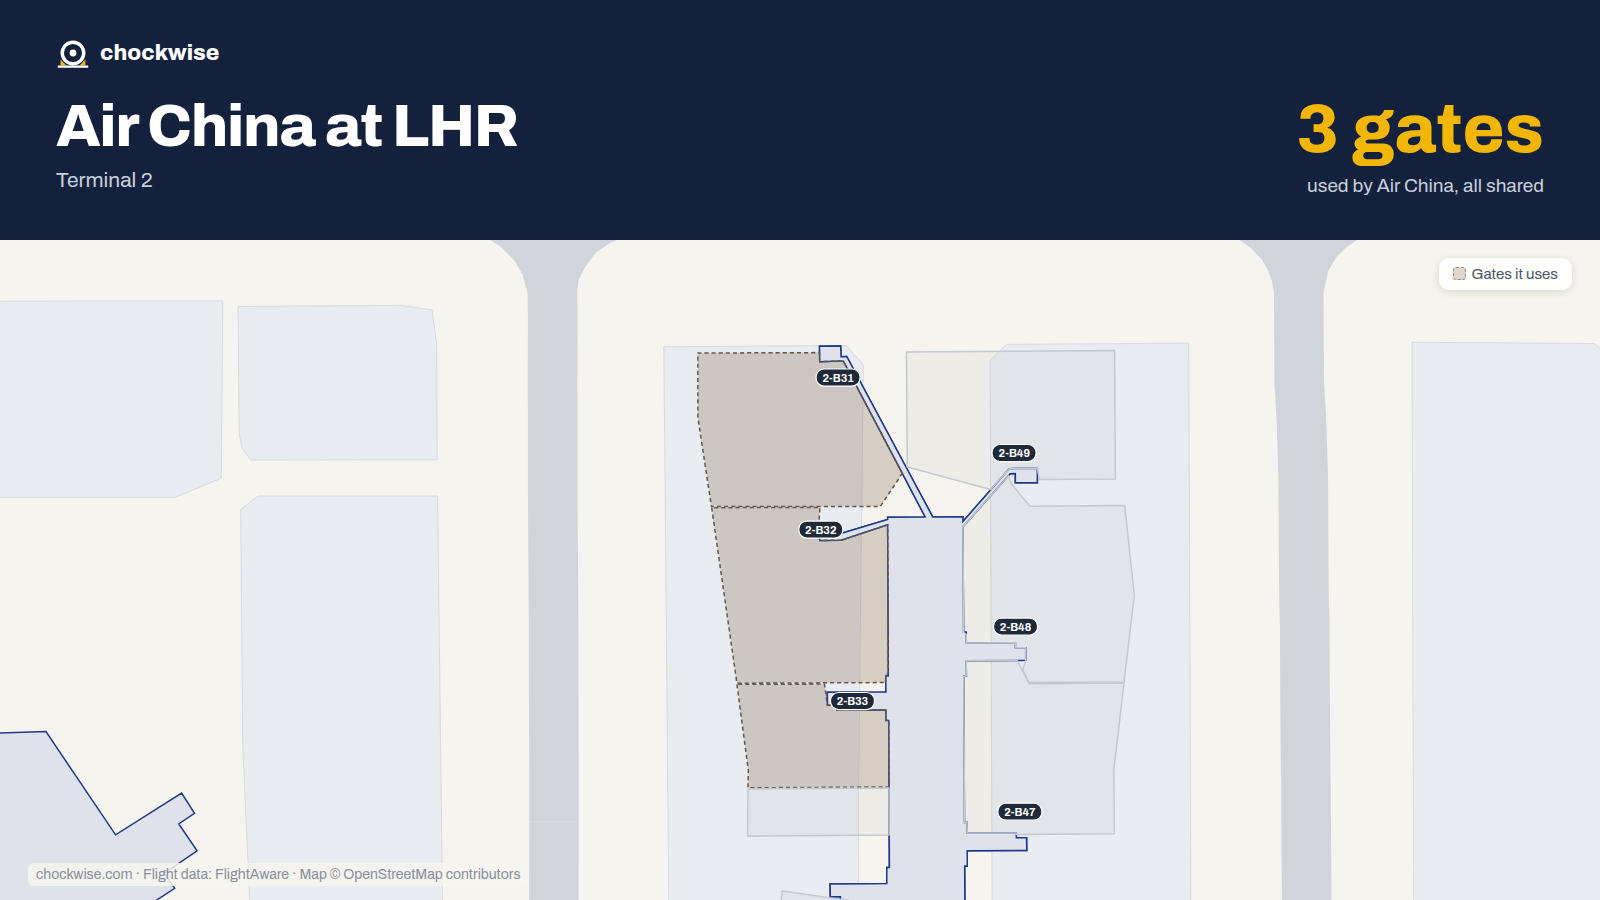 chockwise
Air China at LHR
Terminal 2
3 gates
used by Air China, all shared
Gates it uses
2-B31
2-B49
2-B32
2-B48
2-B33
2-B47
chockwise.com · Flight data: FlightAware · Map © OpenStreetMap contributors